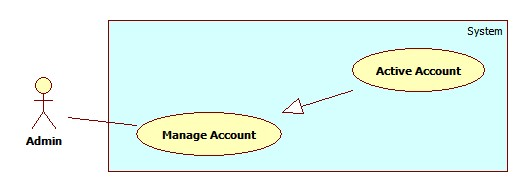 System
Active Account
Manage Account
Admin